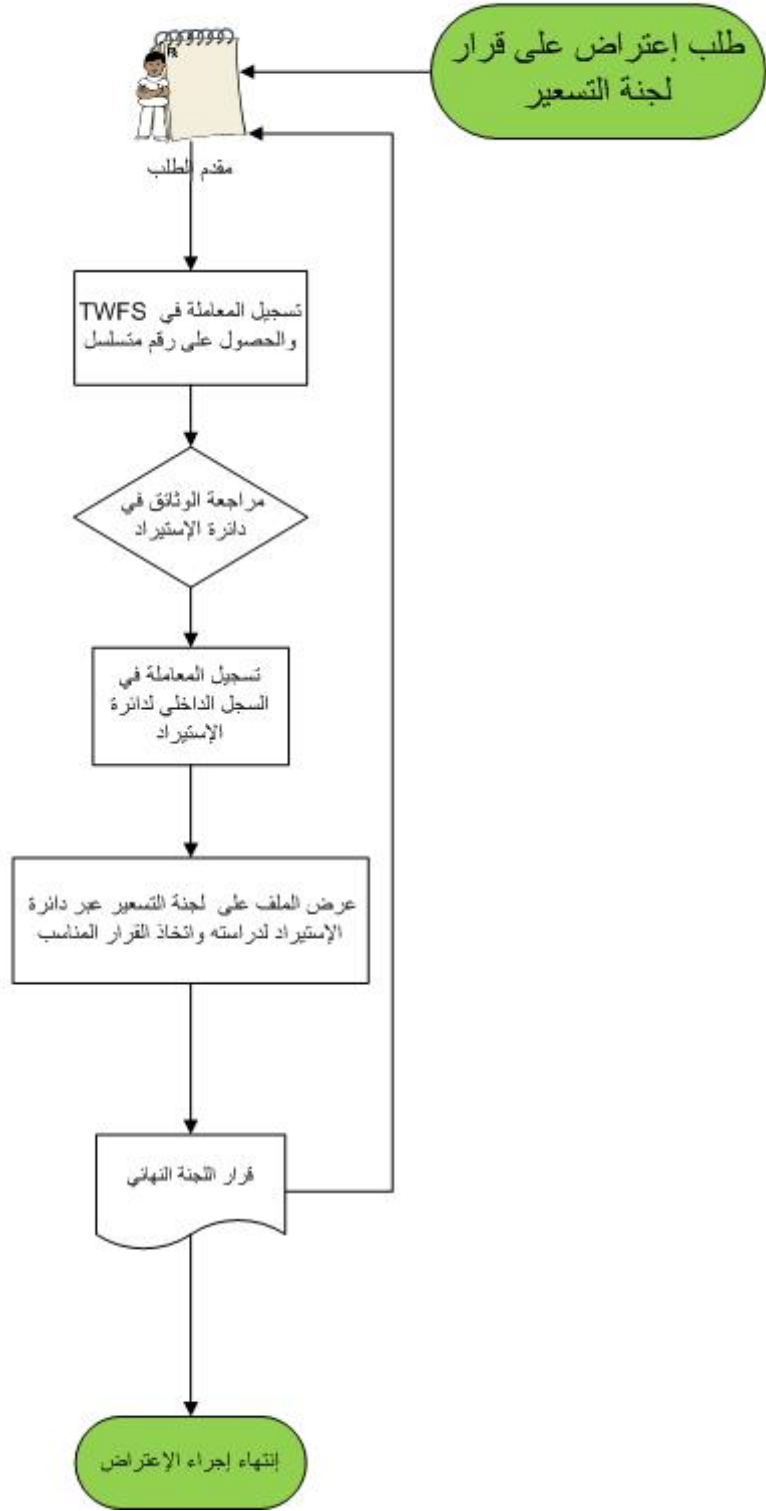 طلب إعتراض على قرار
لجنة التسعير
مقدم الطلب
تسجيل المعاملة في TWFS
والحصول على رقم متسلسل
مراجعة الوثائق في
دائرة الإستيراد
تسجيل المعاملة في
السجل الداخلي لدائرة
الإستيراد
عرض الملف على لجنة التسعير عبر دائرة
الإستيراد لدراسته واتخاذ القرار المناسب
قرار اللجنة النهائي
إنتهاء إجراء الإعتراض